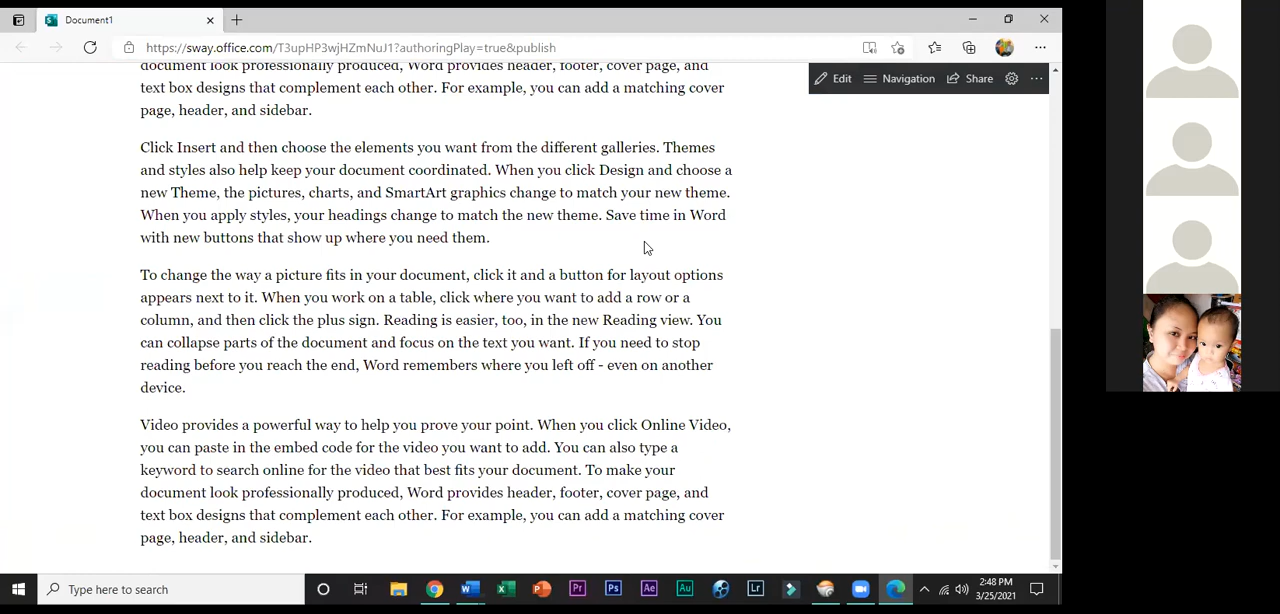 Document1
https://sway.office.com/T3upHP3wjHZmNuJ1?authoringPlay=true&publish
Edit Navigation Share
document look professionally produced, Word provides header, footer, cover page, and
text box designs that complement each other. For example, you can add a matching cover
page, header, and sidebar.
Click Insert and then choose the elements you want from the different galleries. Themes
and styles also help keep your document coordinated. When you click Design and choose a
new Theme, the pictures, charts, and SmartArt graphics change to match your new theme.
When you apply styles, your headings change to match the new theme. Save time in Word
with new buttons that show up where you need them.
To change the way a picture fits in your document, click it and a button for layout options
appears next to it. When you work on a table, click where you want to add a row or a
column, and then click the plus sign. Reading is easier, too, in the new Reading view. You
can collapse parts of the document and focus on the text you want. If you need to stop
reading before you reach the end, Word remembers where you left off - even on another
device.
Video provides a powerful way to help you prove your point. When you click Online Video,
you can paste in the embed code for the video you want to add. You can also type a
keyword to search online for the video that best fits your document. To make your
document look professionally produced, Word provides header, footer, cover page, and
text box designs that complement each other. For example, you can add a matching cover
page, header, and sidebar.
Type here to search
Pr Ps Ae Au Lr
2:48 PM
3/25/2021